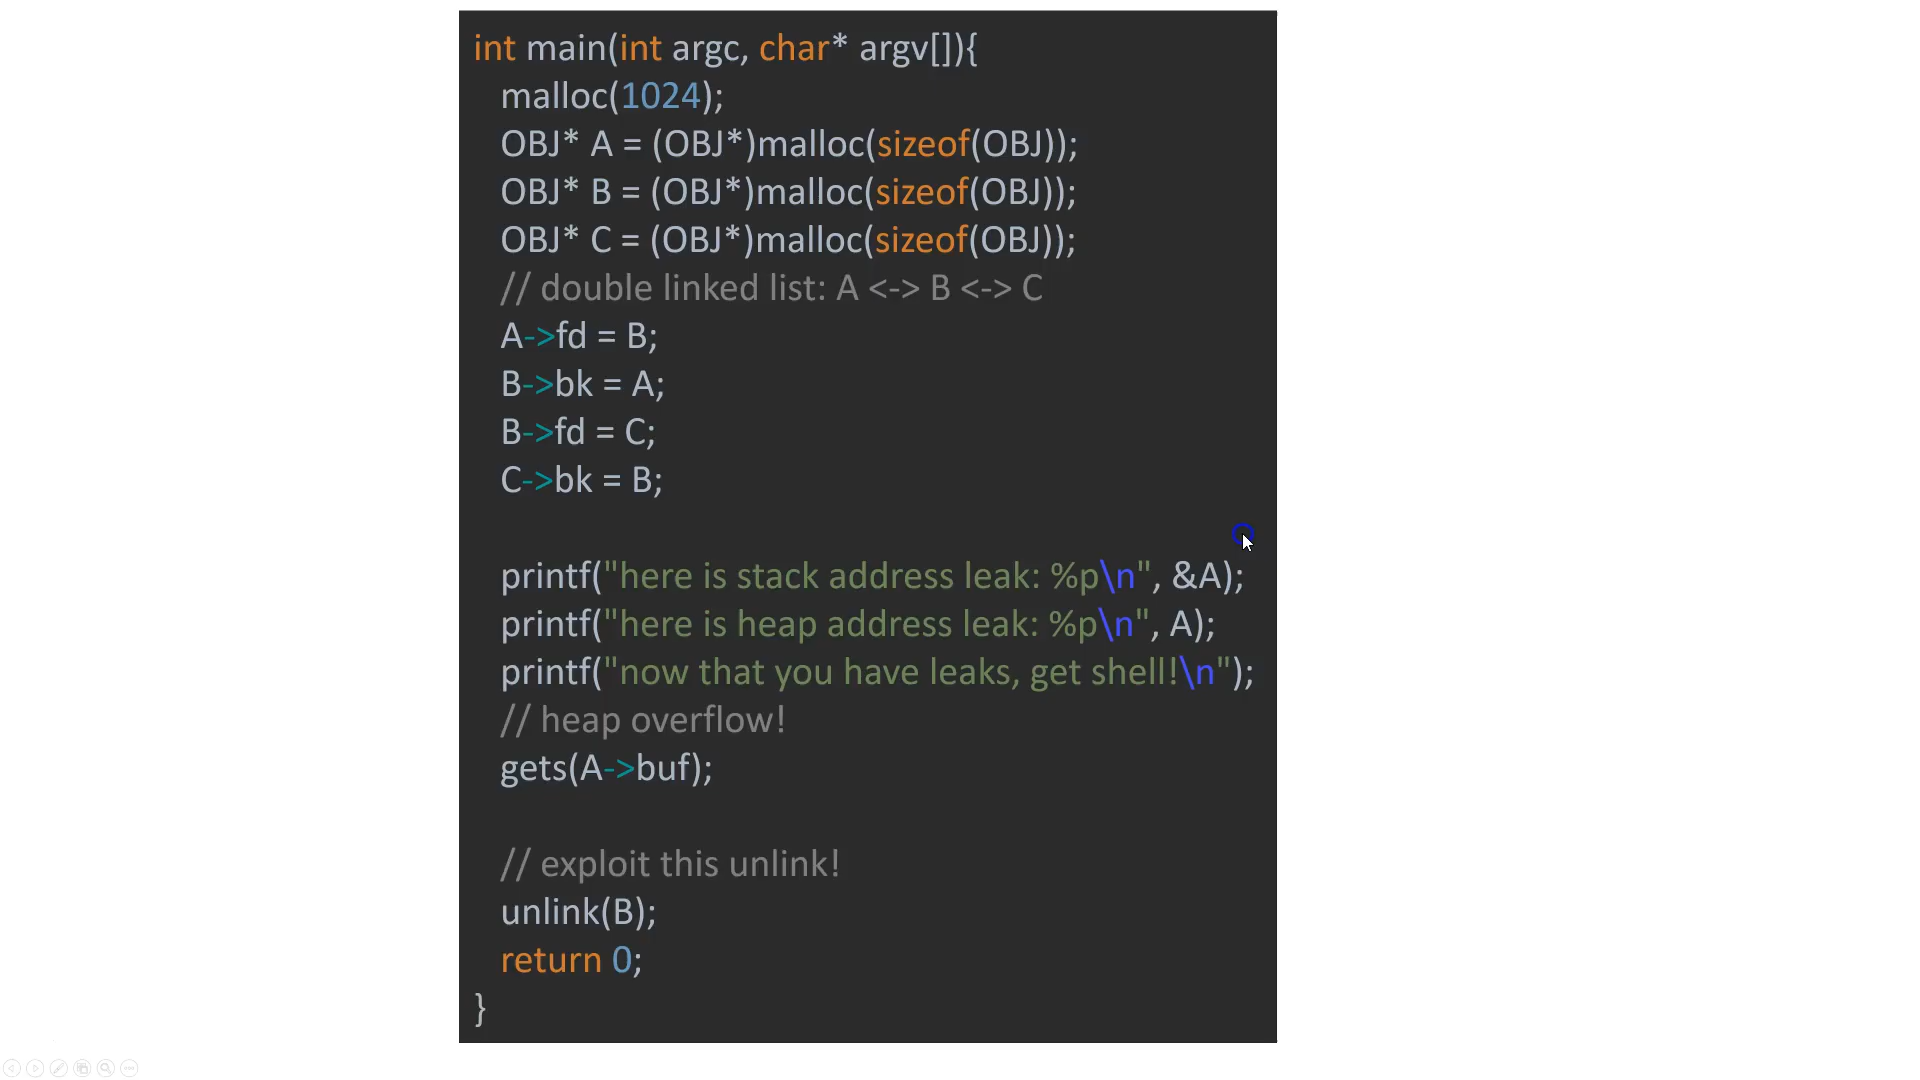 int main(int argc, char* argv[]){
malloc(1024);
OBJ* A = (OBJ*)malloc(sizeof(OBJ));
OBJ* B = (OBJ*)malloc(sizeof(OBJ));
OBJ* C = (OBJ*)malloc(sizeof(OBJ));
// double linked list: A <-> B <-> C
A->fd = B;
B->bk = A;
B->fd = C;
C->bk = B;
printf("here is stack address leak: %p\n", &A);
printf("here is heap address leak: %p\n", A);
printf("now that you have leaks, get shell!\n");
// heap overflow!
gets(A->buf);
// exploit this unlink!
unlink(B);
return 0;
}